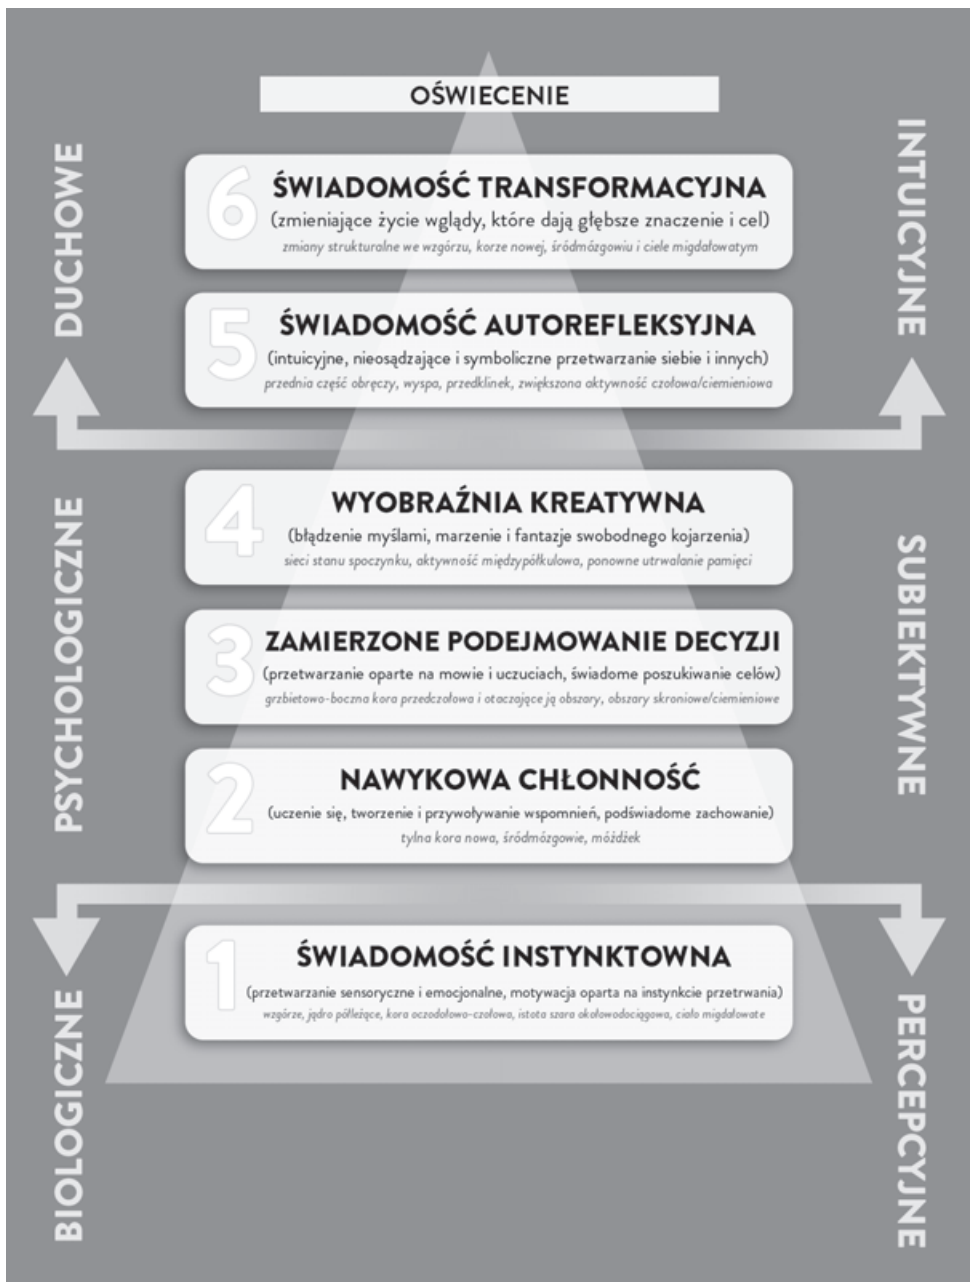 OŚWIECENIE
DUCHOWE
INTUICYJNE
6
ŚWIADOMOŚĆ TRANSFORMACYJNA
(zmieniające życie wglądy, które dają głębsze znaczenie i cel)
zmiany strukturalne we wzgórzu, korze nowej, śródmózgowiu i ciele migdałowatym
5
ŚWIADOMOŚĆ AUTOREFLEKSYJNA
(intuicyjne, nieosądzające i symboliczne przetwarzanie siebie i innych)
przednia część obręczy, wyspa, przedklinek, zwiększona aktywność czołowa/ciemieniowa
PSYCHOLOGICZNE
SUBIEKTYWNE
4
WYOBRAŹNIA KREATYWNA
(błądzenie myślami, marzenie i fantazje swobodnego kojarzenia)
sieci stanu spoczynku, aktywność międzypółkulowa, ponowne utrwalanie pamięci
3
ZAMIERZONE PODEJMOWANIE DECYZJI
(przetwarzanie oparte na mowie i uczuciach, świadome poszukiwanie celów)
grzbietowo-boczna kora przedczołowa i otaczające ją obszary, obszary skroniowe/ciemieniowe
2
NAWYKOWA CHŁONNOŚĆ
(uczenie się, tworzenie i przywoływanie wspomnień, podświadome zachowanie)
tylna kora nowa, śródmózgowie, móżdżek
BIOLOGICZNE
PERCEPCYJNE
1
ŚWIADOMOŚĆ INSTYNKTOWNA
(przetwarzanie sensoryczne i emocjonalne, motywacja oparta na instynkcie przetrwania)
wzgórze, jądro półleżące, kora oczodołowo-czołowa, istota szara okołowodociągowa, ciało migdałowate